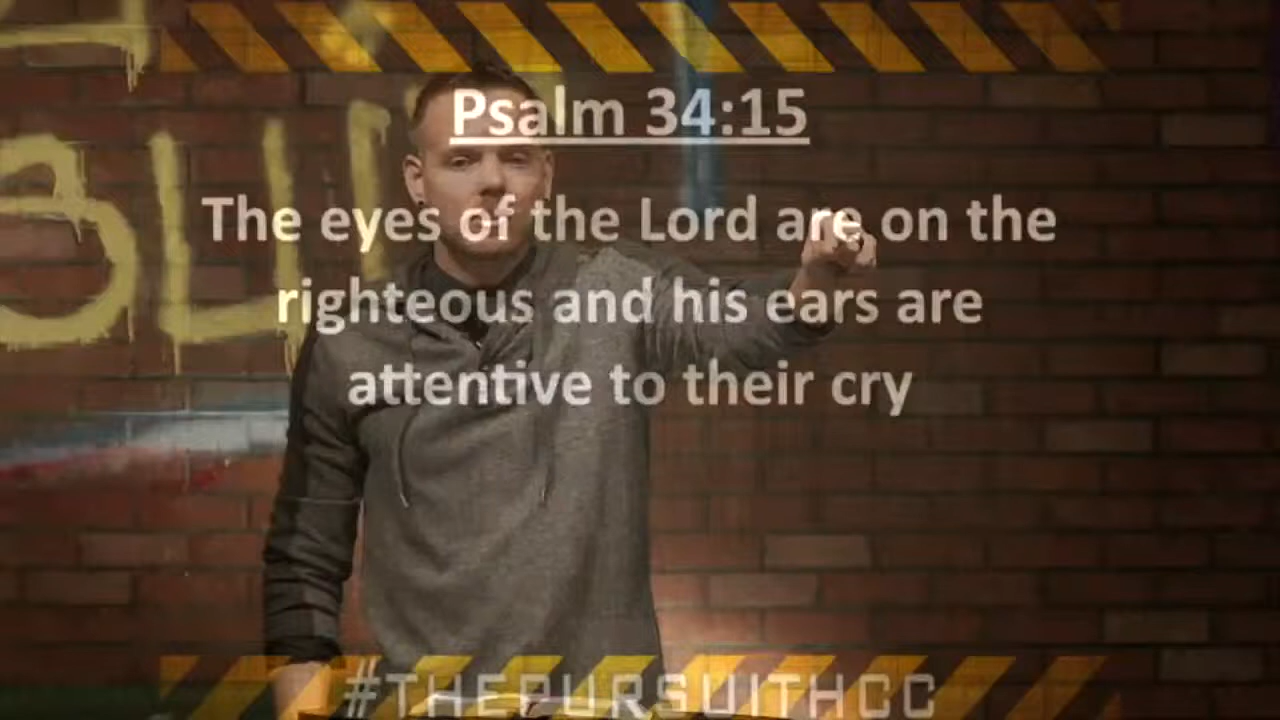 Psalm 34:15
The eyes of the Lord are on the
righteous and his ears are
attentive to their cry
#THEPURSUITHCC